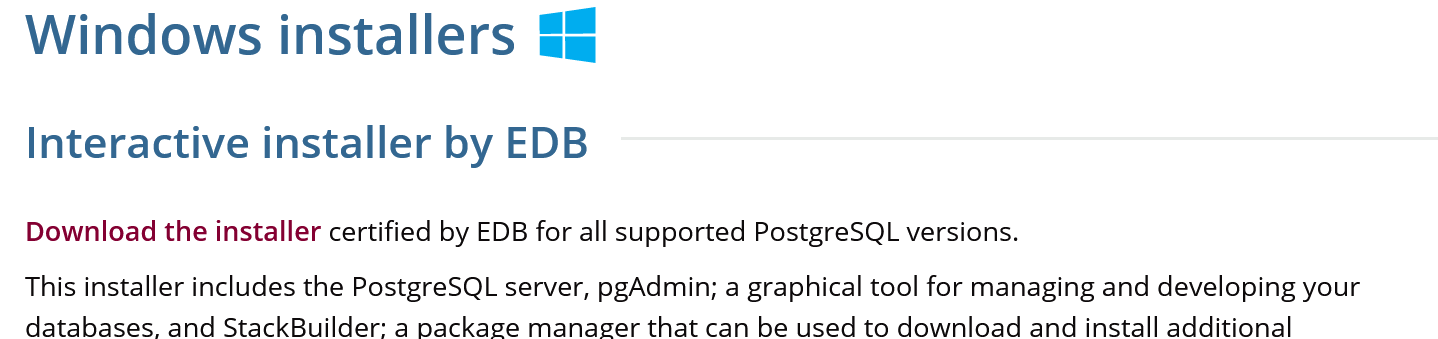 Windows installers
Interactive installer by EDB
Download the installer certified by EDB for all supported PostgreSQL versions.
This installer includes the PostgreSQL server, pgAdmin; a graphical tool for managing and developing your
databases, and StackBuilder; a package manager that can be used to download and install additional